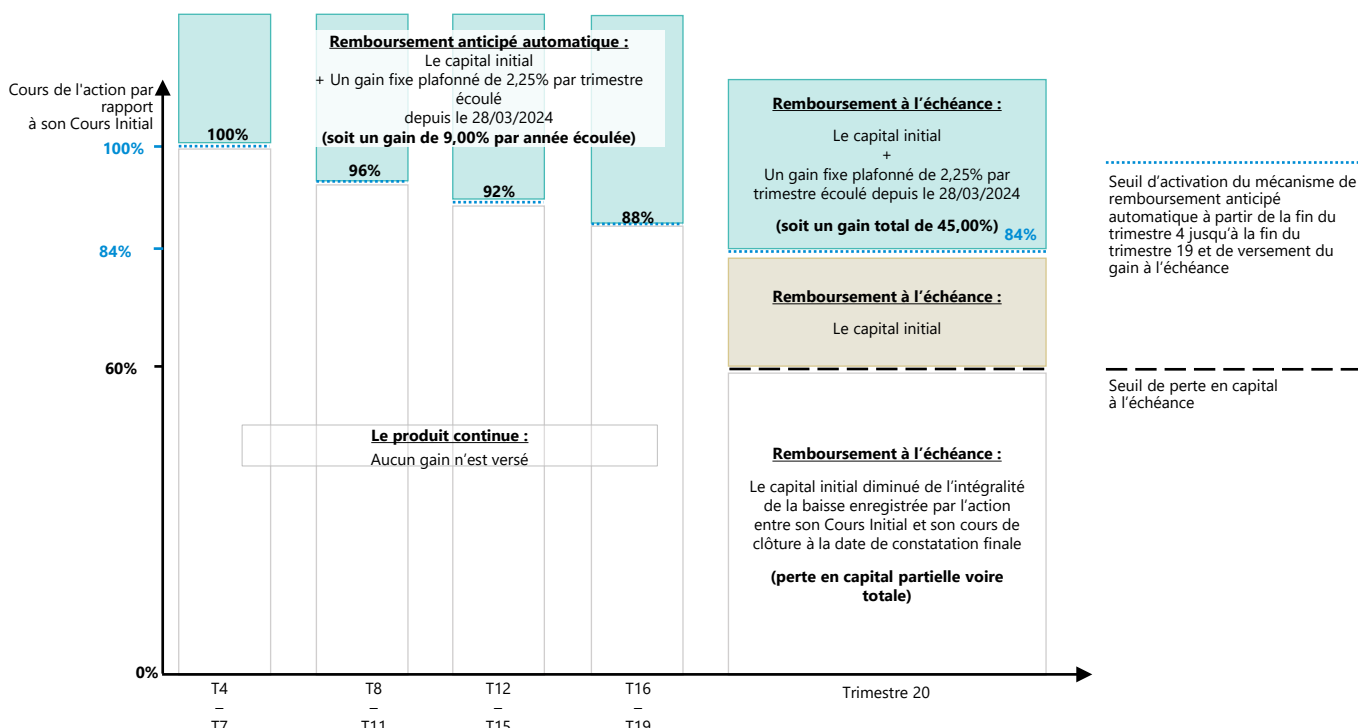 Remboursement anticipé automatique :
Le capital initial
+ Un gain fixe plafonné de 2,25% par trimestre
écoulé
depuis le 28/03/2024
(soit un gain de 9,00% par année écoulée)
Cours de l'action par
rapport
à son Cours Initial
100%
84%
60%
0%
100%
96%
92%
88%
Le produit continue :
Aucun gain n'est versé
Remboursement à l'échéance :
Le capital initial
+
Un gain fixe plafonné de 2,25% par
trimestre écoulé depuis le 28/03/2024
(soit un gain total de 45,00%)
84%
Remboursement à l'échéance :
Le capital initial
Remboursement à l'échéance :
Le capital initial diminué de l'intégralité
de la baisse enregistrée par l'action
entre son Cours Initial et son cours de
clôture à la date de constatation finale
(perte en capital partielle voire
totale)
Seuil d'activation du mécanisme de
remboursement anticipé
automatique à partir de la fin du
trimestre 4 jusqu'à la fin du
trimestre 19 et de versement du
gain à l'échéance
Seuil de perte en capital
à l'échéance
T4
–
T7
T8
–
T11
T12
–
T15
T16
–
T19
Trimestre 20